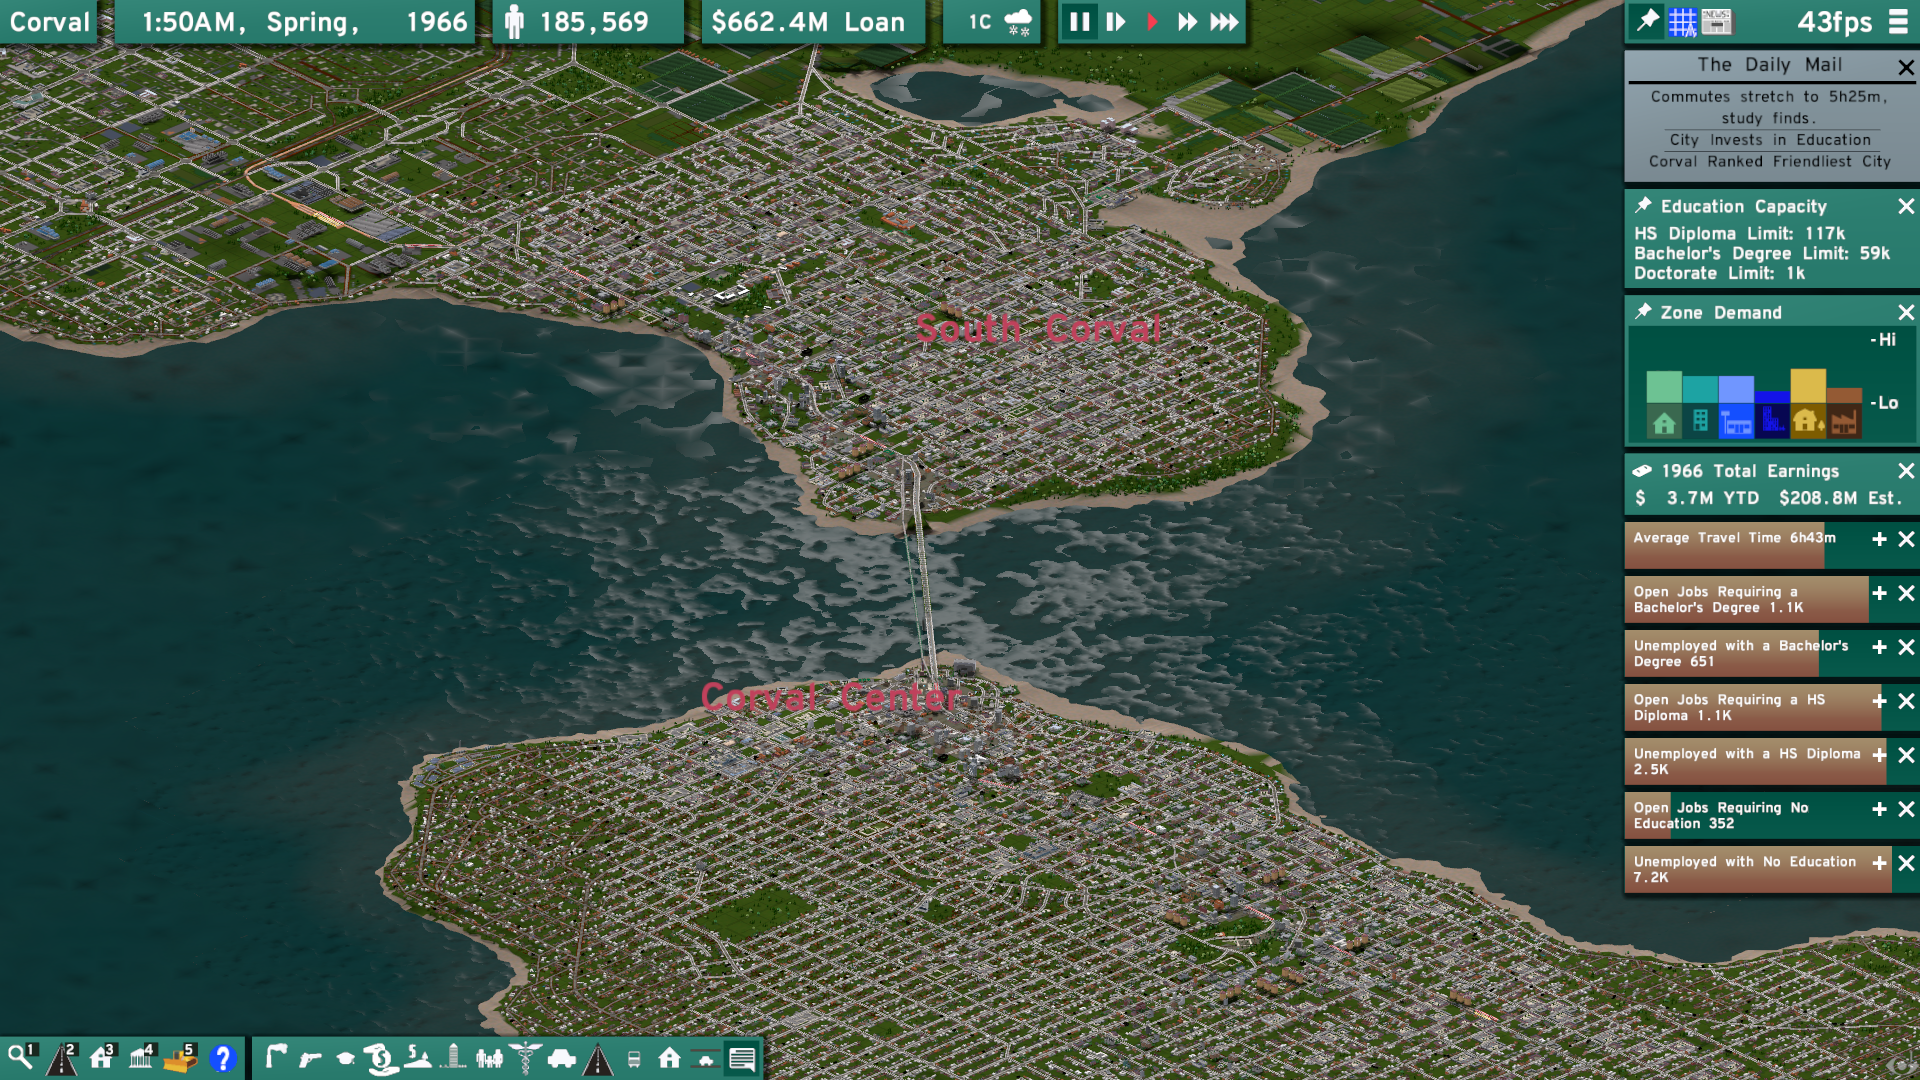 Corval
1:50AM, Spring, 1966
185,569
$662.4M Loan
1C
NEWS
43fps
The Daily Mail
Commutes stretch to 5h25m,
study finds.
City Invests in Education
Corval Ranked Friendliest City
Education Capacity
HS Diploma Limit: 117k
Bachelor's Degree Limit: 59k
Doctorate Limit: 1k
Zone Demand
-Hi
-Lo
1966 Total Earnings
$ 3.7M YTD $208.8M Est.
Average Travel Time 6h43m
Open Jobs Requiring a
Bachelor's Degree 1.1K
Unemployed with a Bachelor's
Degree 651
Open Jobs Requiring a HS
Diploma 1.1K
Unemployed with a HS Diploma
2.5K
Open Jobs Requiring No
Education 352
Unemployed with No Education
7.2K
South Corval
Corval Center
1
2
3
4
5
?